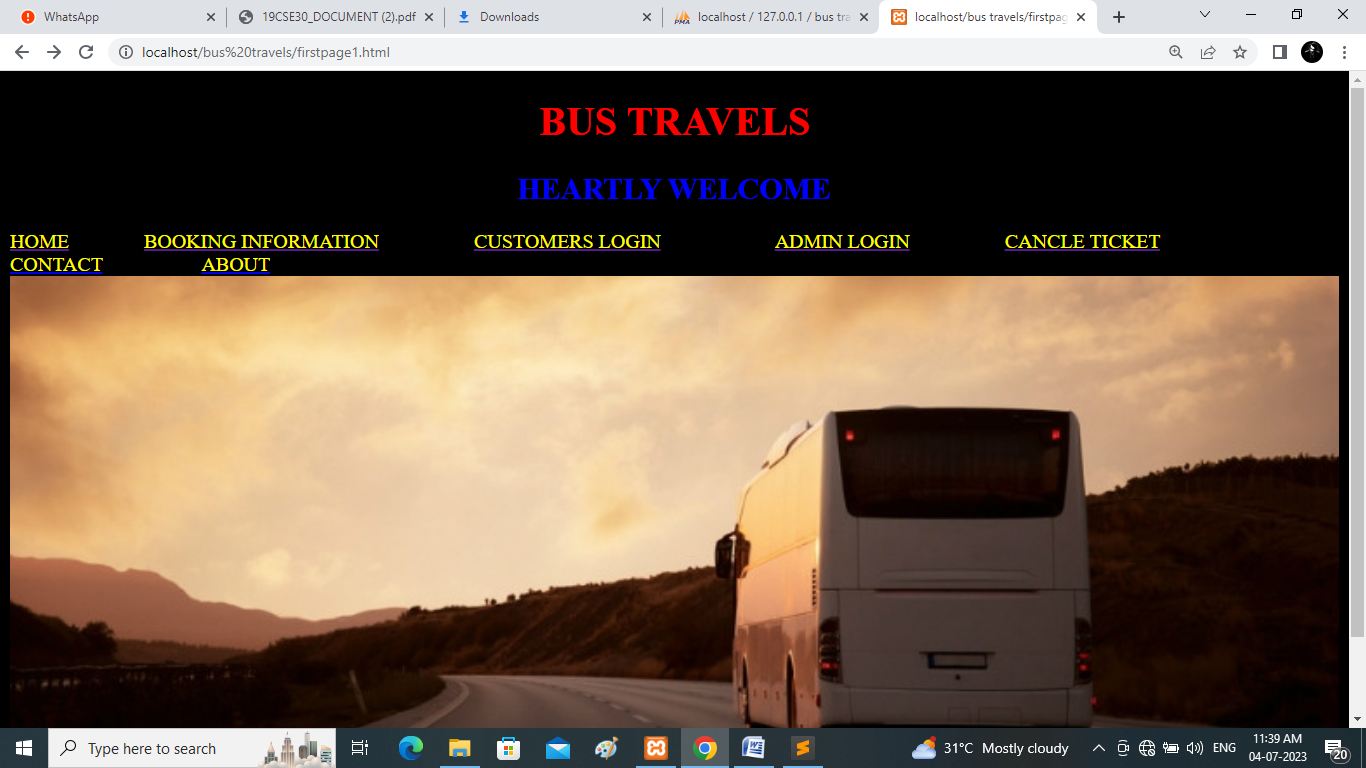 WhatsApp
19CSE30_DOCUMENT (2).pdf
Downloads
localhost / 127.0.0.1 / bus tra
localhost/bus travels/firstpag
localhost/bus%20travels/firstpage1.html
BUS TRAVELS
HEARTLY WELCOME
HOME BOOKING INFORMATION CUSTOMERS LOGIN ADMIN LOGIN CANCLE TICKET
CONTACT ABOUT
Type here to search
31°C Mostly cloudy
ENG
11:39 AM
04-07-2023
20